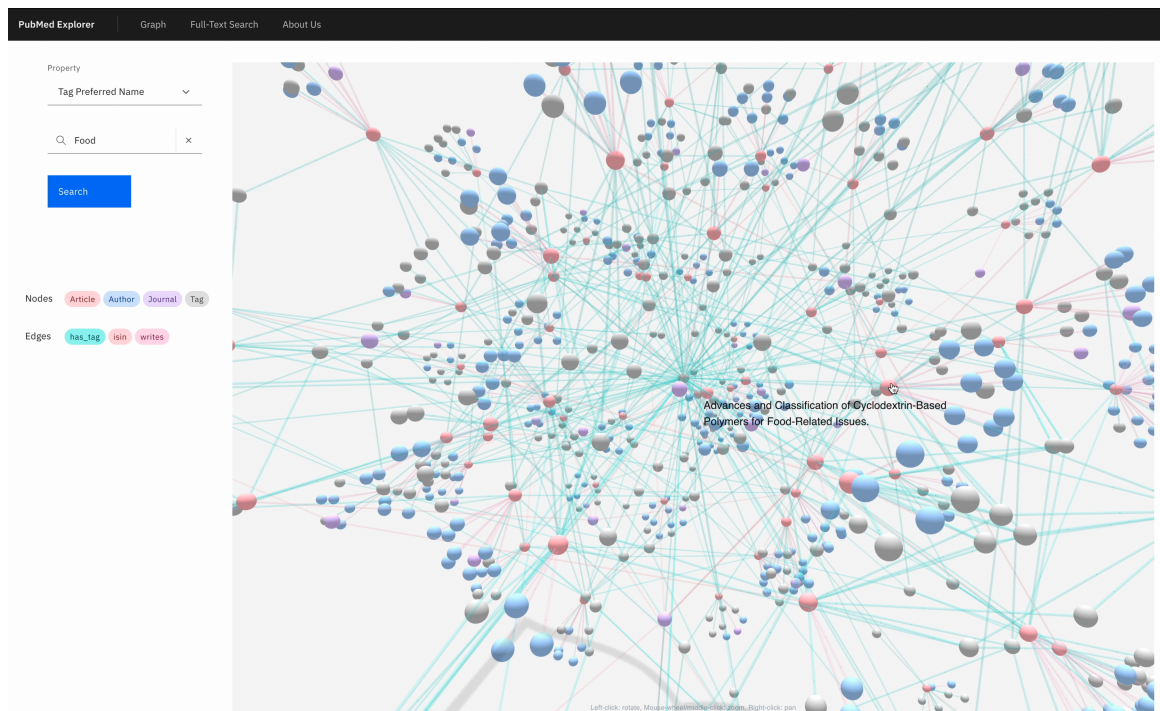 PubMed Explorer Graph Full-Text Search About Us
Property
Tag Preferred Name
Food
Search
Nodes Article Author Journal Tag
Edges has_tag isin writes
Advances and Classification of Cyclodextrin-Based
Polymers for Food-Related Issues.
Left-click: rotate, Mouse-wheel/middle-click: zoom, Right-click: pan